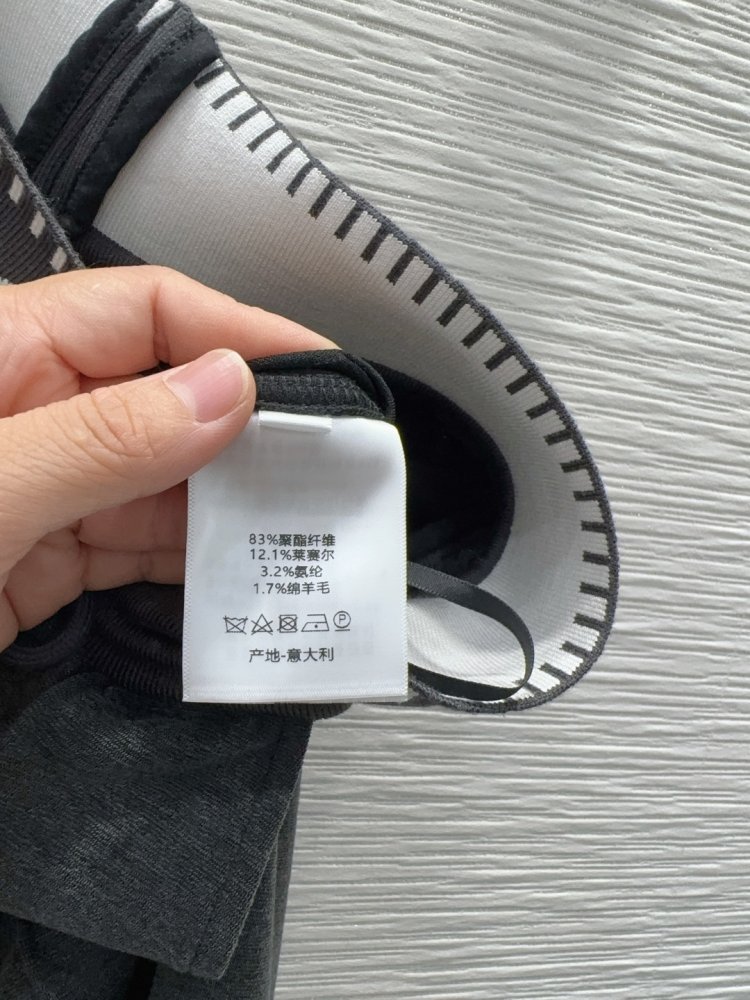 83%聚酯纤维
12.1%莱赛尔
3.2%氨纶
1.7%绵羊毛
P
产地-意大利